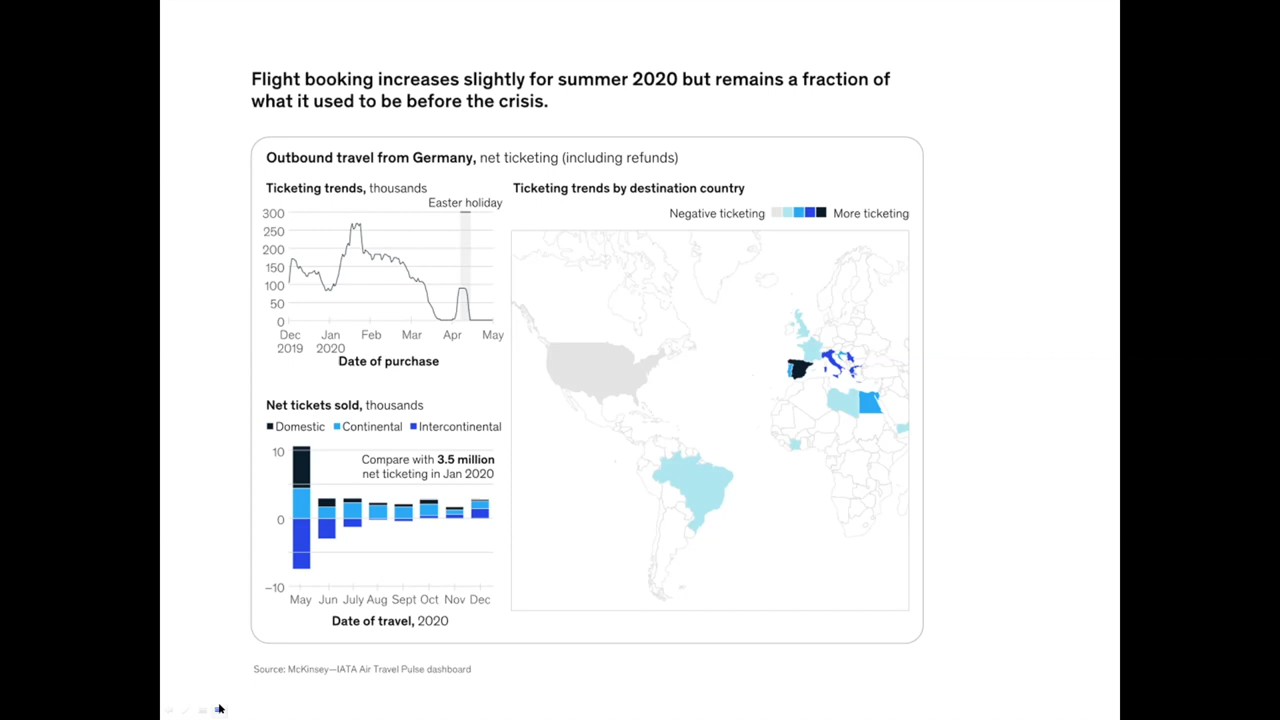 Flight booking increases slightly for summer 2020 but remains a fraction of
what it used to be before the crisis.
Outbound travel from Germany, net ticketing (including refunds)
Ticketing trends, thousands
Easter holiday
300
250
200
150
100
50
0
Dec Jan Feb Mar Apr May
2019 2020
Date of purchase
Net tickets sold, thousands
Domestic Continental Intercontinental
Compare with 3.5 million
net ticketing in Jan 2020
10
0
−10
May Jun July Aug Sept Oct Nov Dec
Date of travel, 2020
Ticketing trends by destination country
Negative ticketing More ticketing
Source: McKinsey—IATA Air Travel Pulse dashboard